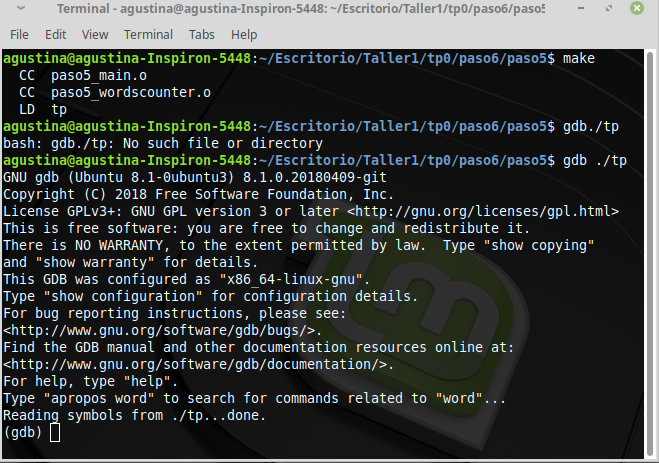 Terminal - agustina@agustina-Inspiron-5448: ~/Escritorio/Taller1/tp0/paso6/paso5
File Edit View Terminal Tabs Help
agustina@agustina-Inspiron-5448:~/Escritorio/Taller1/tp0/paso6/paso5$ make
  CC  paso5_main.o
  CC  paso5_wordscounter.o
  LD  tp
agustina@agustina-Inspiron-5448:~/Escritorio/Taller1/tp0/paso6/paso5$ gdb./tp
bash: gdb./tp: No such file or directory
agustina@agustina-Inspiron-5448:~/Escritorio/Taller1/tp0/paso6/paso5$ gdb ./tp
GNU gdb (Ubuntu 8.1-0ubuntu3) 8.1.0.20180409-git
Copyright (C) 2018 Free Software Foundation, Inc.
License GPLv3+: GNU GPL version 3 or later <http://gnu.org/licenses/gpl.html>
This is free software: you are free to change and redistribute it.
There is NO WARRANTY, to the extent permitted by law.  Type "show copying"
and "show warranty" for details.
This GDB was configured as "x86_64-linux-gnu".
Type "show configuration" for configuration details.
For bug reporting instructions, please see:
<http://www.gnu.org/software/gdb/bugs/>.
Find the GDB manual and other documentation resources online at:
<http://www.gnu.org/software/gdb/documentation/>.
For help, type "help".
Type "apropos word" to search for commands related to "word"...
Reading symbols from ./tp...done.
(gdb)